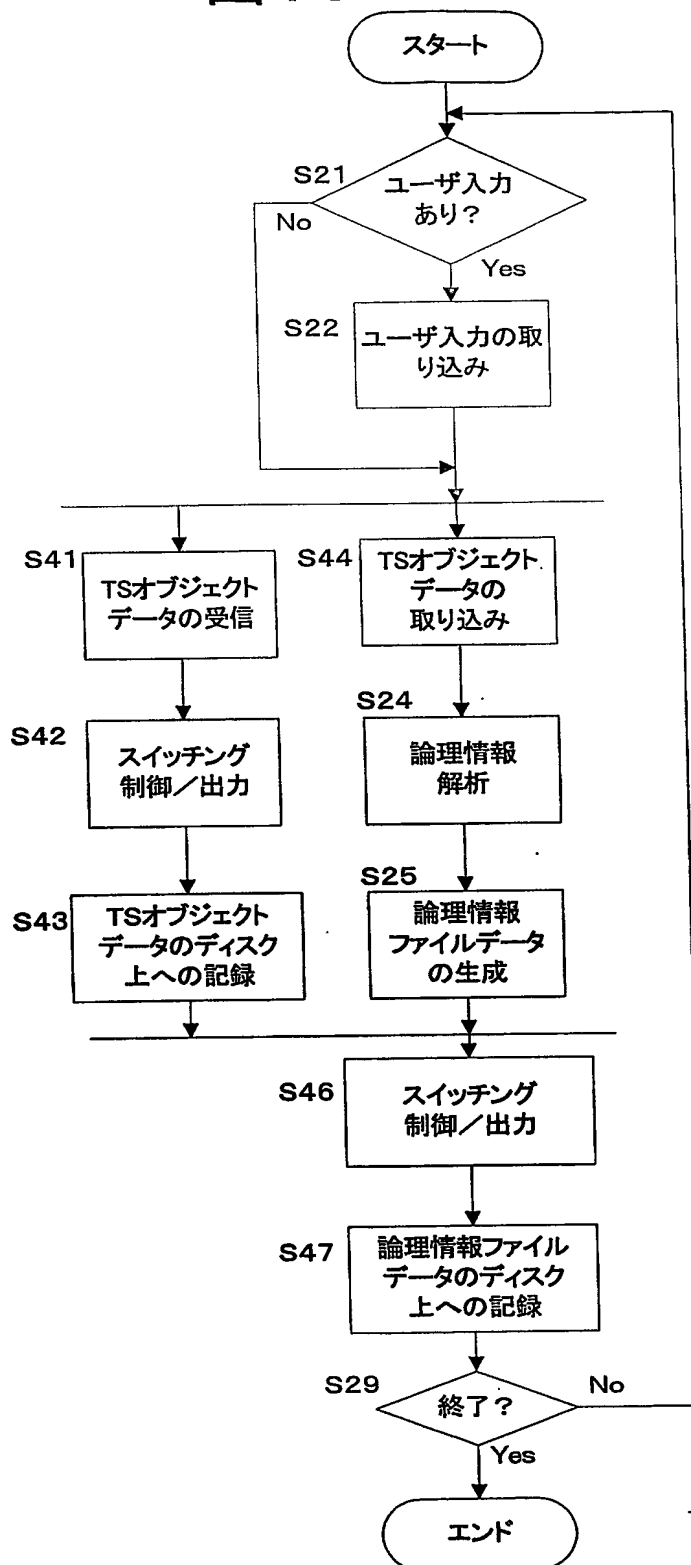 スタート
S21
ユーザ入力
あり?
No
Yes
S22
ユーザ入力の取
り込み
S41
TSオブジェクト
データの受信
S44
TSオブジェクト
データの
取り込み
S42
スイッチング
制御/出力
S24
論理情報
解析
S43
TSオブジェクト
データのディスク
上への記録
S25
論理情報
ファイルデータ
の生成
S46
スイッチング
制御/出力
S47
論理情報ファイル
データのディスク
上への記録
S29
終了?
No
Yes
エンド